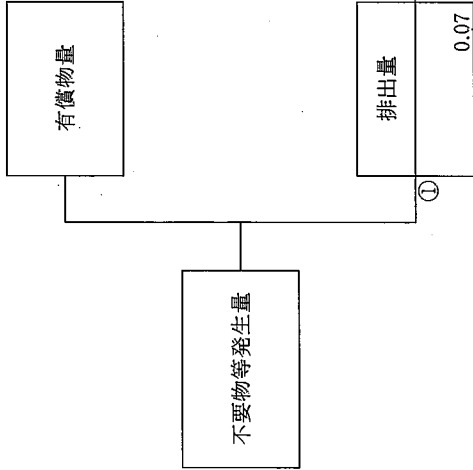 不要物等発生量
有償物量
排出量
①
0.07